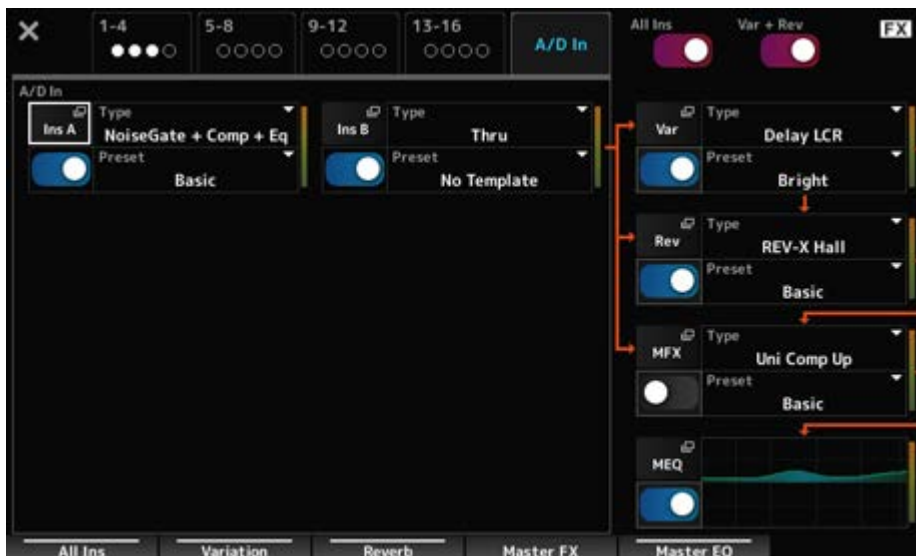 1-4 5-8 9-12 13-16 A/D In All Ins Var + Rev FX
A/D In
Ins A Type NoiseGate + Comp + Eq Ins B Type Thru
Preset Basic Preset No Template
Var Type Delay LCR
Preset Bright
Rev Type REV-X Hall
Preset Basic
MFX Type Uni Comp Up
Preset Basic
MEQ
All Ins Variation Reverb Master FX Master EQ